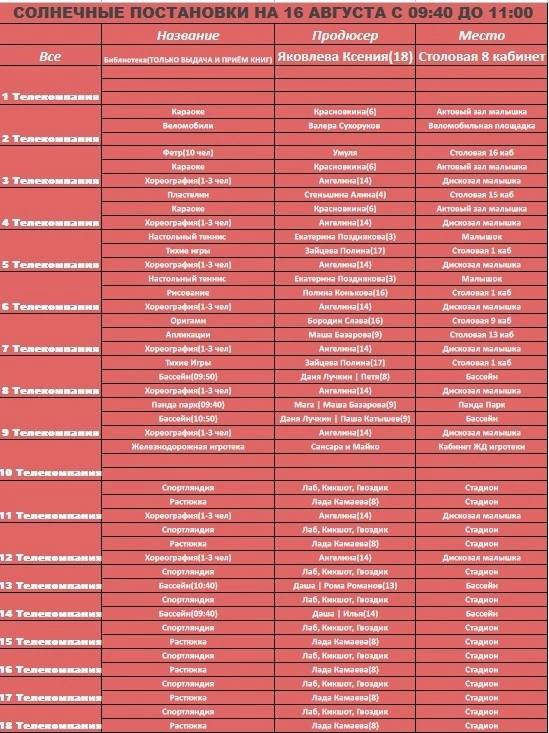 СОЛНЕЧНЫЕ ПОСТАНОВКИ НА 16 АВГУСТА С 09:40 ДО 11:00
Название Продюсер Место
Все Библиотека(ТОЛЬКО ВЫДАЧА И ПРИЁМ КНИГ) Яковлева Ксения(18) Столовая 8 кабинет
1 Телекомпания
Караоке Красновкина(6) Актовый зал малышка
Веломобили Валера Сухоруков Веломобильная площадка
2 Телекомпания
Фетр(10 чел) Умуля Столовая 16 каб
Караоке Красновкина(6) Актовый зал малышка
3 Телекомпания Хореография(1-3 чел) Ангелина(14) Дискозал малышка
Пластелин Стеньшина Алина(4) Столовая 15 каб
Караоке Красновкина(6) Актовый зал малышка
4 Телекомпания Хореография(1-3 чел) Ангелина(14) Дискозал малышка
Настольный теннис Екатерина Позднякова(3) Малышок
Тихие игры Зайцева Полина(17) Столовая 1 каб
5 Телекомпания Хореография(1-3 чел) Ангелина(14) Дискозал малышка
Настольный теннис Екатерина Позднякова(3) Малышок
Рисование Полина Конькова(16) Столовая 1 каб
6 Телекомпания Хореография(1-3 чел) Ангелина(14) Дискозал малышка
Оригами Бородин Слава(16) Столовая 9 каб
Апликации Маша Базарова(9) Столовая 13 каб
7 Телекомпания Хореография(1-3 чел) Ангелина(14) Дискозал малышка
Тихие Игры Зайцева Полина(17) Столовая 1 каб
Бассейн(09:50) Даня Лучкин | Петя(8) Бассейн
8 Телекомпания Хореография(1-3 чел) Ангелина(14) Дискозал малышка
Панда парк(09:40) Мага | Маша Базарова(9) Панда Парк
Бассейн(10:50) Даня Лучкин | Паша Катышев(9) Бассейн
9 Телекомпания Хореография(1-3 чел) Ангелина(14) Дискозал малышка
Железнодорожная игротека Сансара и Майко Кабинет ЖД игротеки
10 Телекомпания
Спортляндия Лаб, Кикшот, Гвоздик Стадион
Растяжка Лада Камаева(8) Стадион
11 Телекомпания Хореография(1-3 чел) Ангелина(14) Дискозал малышка
Спортляндия Лаб, Кикшот, Гвоздик Стадион
Растяжка Лада Камаева(8) Стадион
12 Телекомпания Хореография(1-3 чел) Ангелина(14) Дискозал малышка
Спортляндия Лаб, Кикшот, Гвоздик Стадион
13 Телекомпания Бассейн(10:40) Даша | Рома Романов(13) Бассейн
Спортляндия Лаб, Кикшот, Гвоздик Стадион
14 Телекомпания Бассейн(09:40) Даша | Илья(14) Бассейн
Спортляндия Лаб, Кикшот, Гвоздик Стадион
15 Телекомпания Растяжка Лада Камаева(8) Стадион
Спортляндия Лаб, Кикшот, Гвоздик Стадион
16 Телекомпания Растяжка Лада Камаева(8) Стадион
Спортляндия Лаб, Кикшот, Гвоздик Стадион
17 Телекомпания Растяжка Лада Камаева(8) Стадион
Спортляндия Лаб, Кикшот, Гвоздик Стадион
18 Телекомпания Растяжка Лада Камаева(8) Стадион